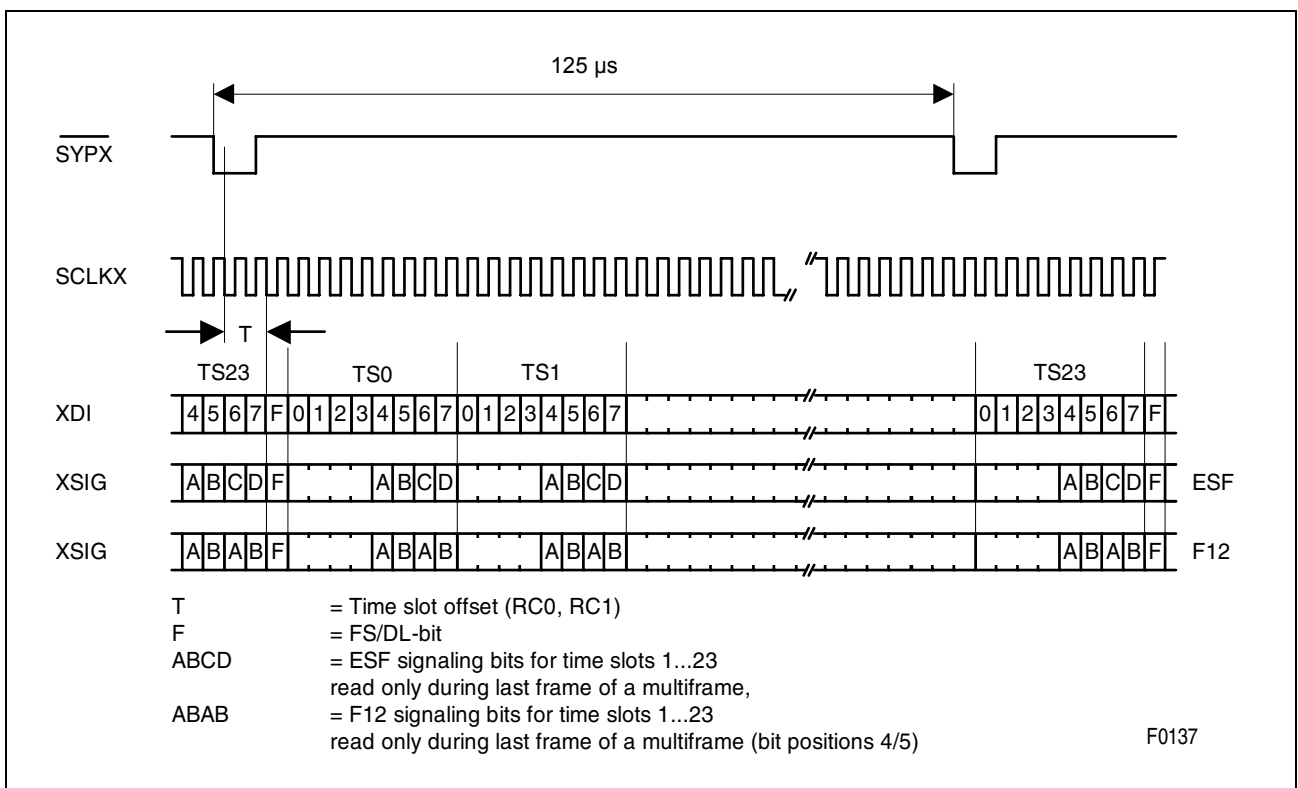 125 µs
SYPX
SCLKX
T
TS23 TS0 TS1 TS23
XDI 4 5 6 7 F 0 1 2 3 4 5 6 7 0 1 2 3 4 5 6 7 0 1 2 3 4 5 6 7 F
XSIG A B C D F A B C D A B C D A B C D F ESF
XSIG A B A B F A B A B A B A B A B A B F F12
T = Time slot offset (RC0, RC1)
F = FS/DL-bit
ABCD = ESF signaling bits for time slots 1...23
read only during last frame of a multiframe,
ABAB = F12 signaling bits for time slots 1...23
read only during last frame of a multiframe (bit positions 4/5)
F0137